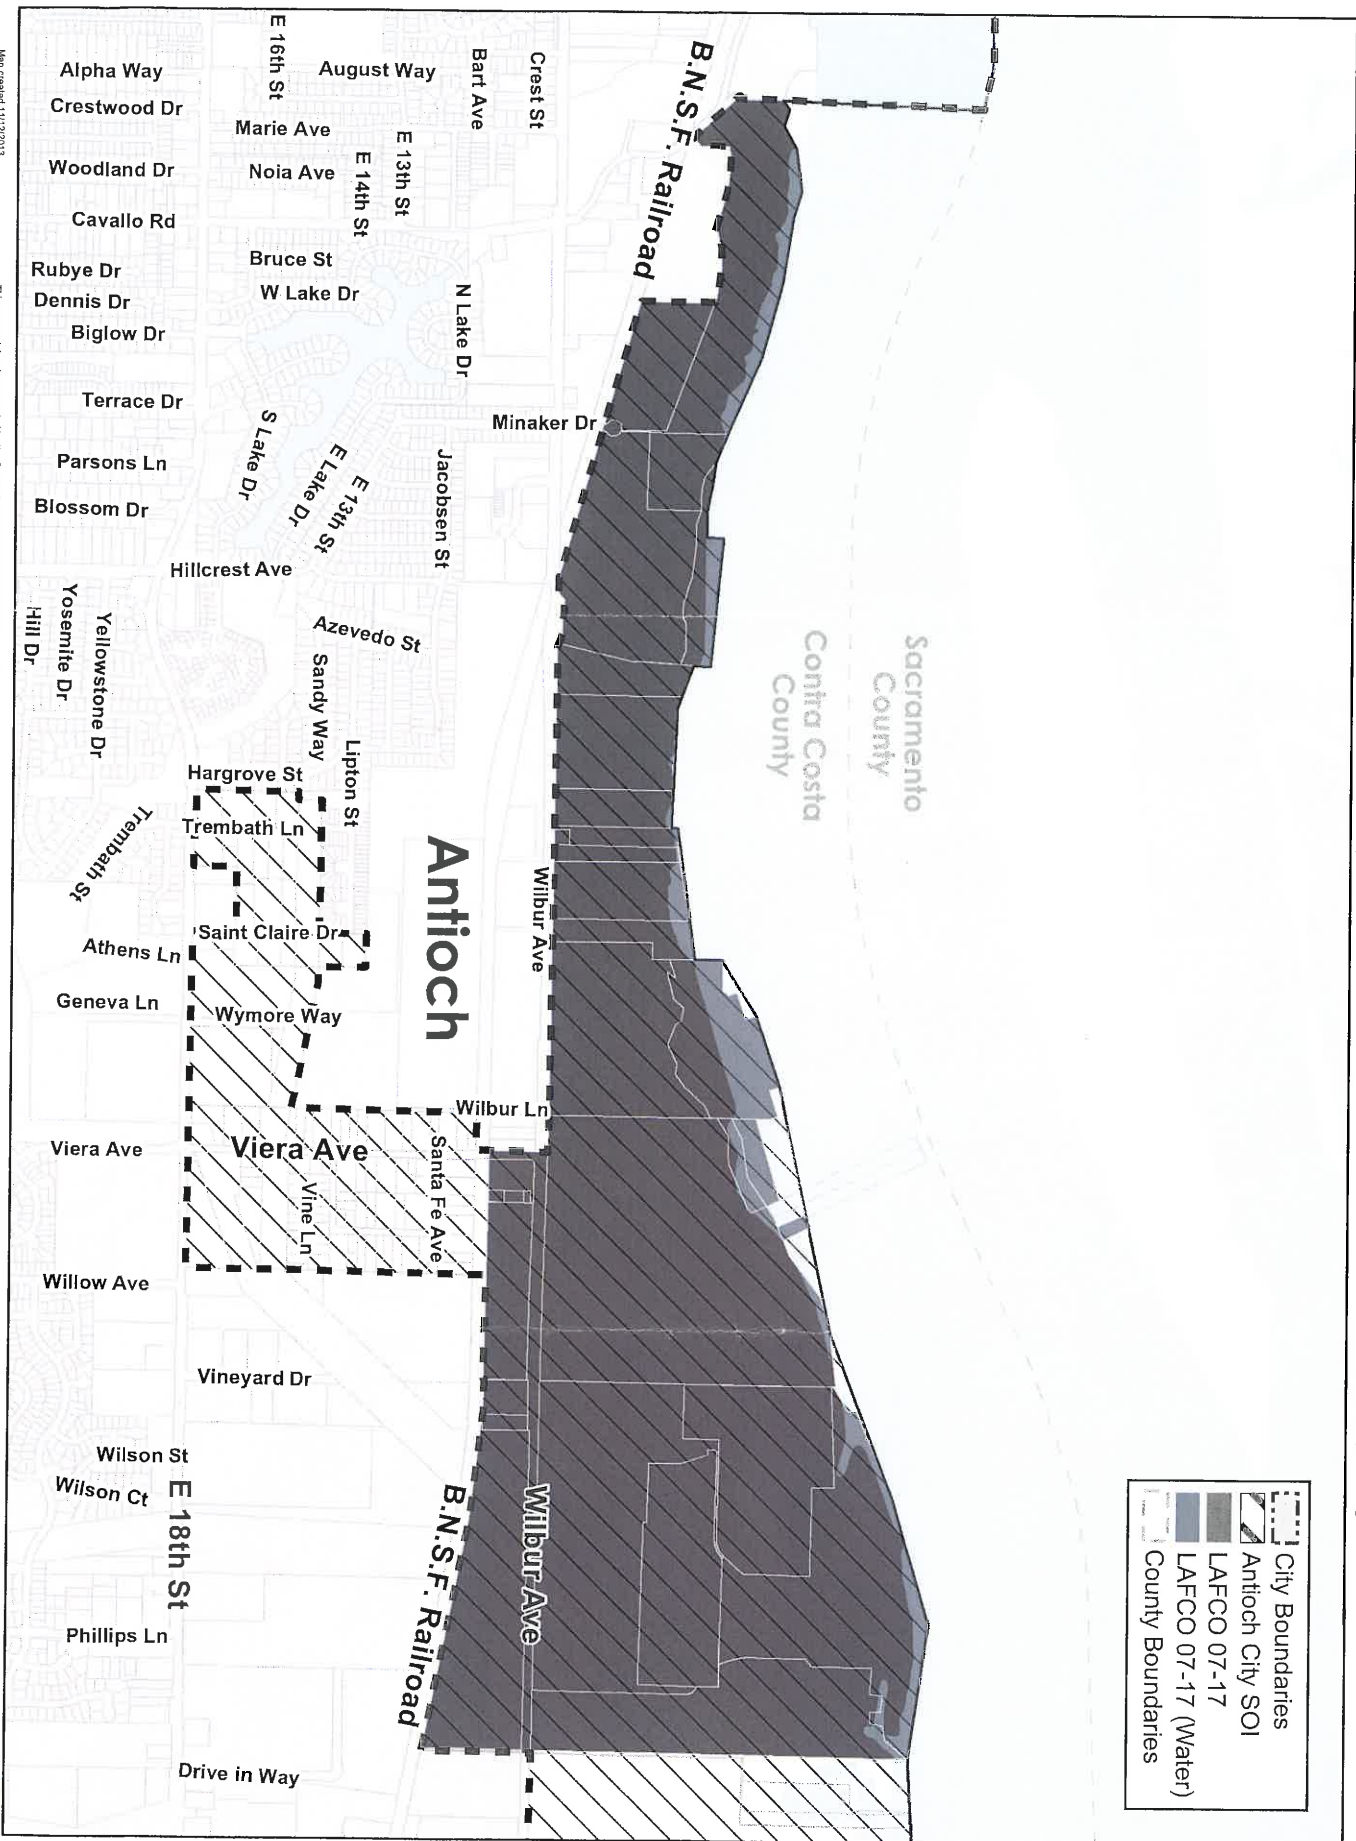 City Boundaries
Antioch City SOI
LAFCO 07-17
LAFCO 07-17 (Water)
County Boundaries
Sacramento
County
Contra Costa
County
B.N.S.F. Railroad
Crest St
Bart Ave
August Way
E 16th St
Alpha Way
Crestwood Dr
Marie Ave
E 13th St
E 14th St
Noia Ave
Woodland Dr
Cavallo Rd
Bruce St
W Lake Dr
N Lake Dr
Rubye Dr
Dennis Dr
Biglow Dr
Terrace Dr
S Lake Dr
Minaker Dr
E Lake Dr
E 13th St
Jacobsen St
Parsons Ln
Blossom Dr
Hillcrest Ave
Azevedo St
Yellowstone Dr
Yosemite Dr
Hill Dr
Sandy Way
Lipton St
Hargrove St
Trembath Ln
Trembath St
Antioch
Wilbur Ave
Saint Claire Dr
Athens Ln
Geneva Ln
Wymore Way
Wilbur Ln
Viera Ave
Viera Ave
Santa Fe Ave
Vine Ln
Willow Ave
Vineyard Dr
Wilson St
Wilson Ct
E 18th St
Wilbur Ave
B.N.S.F. Railroad
Phillips Ln
Drive in Way
Map created 11/12/2013